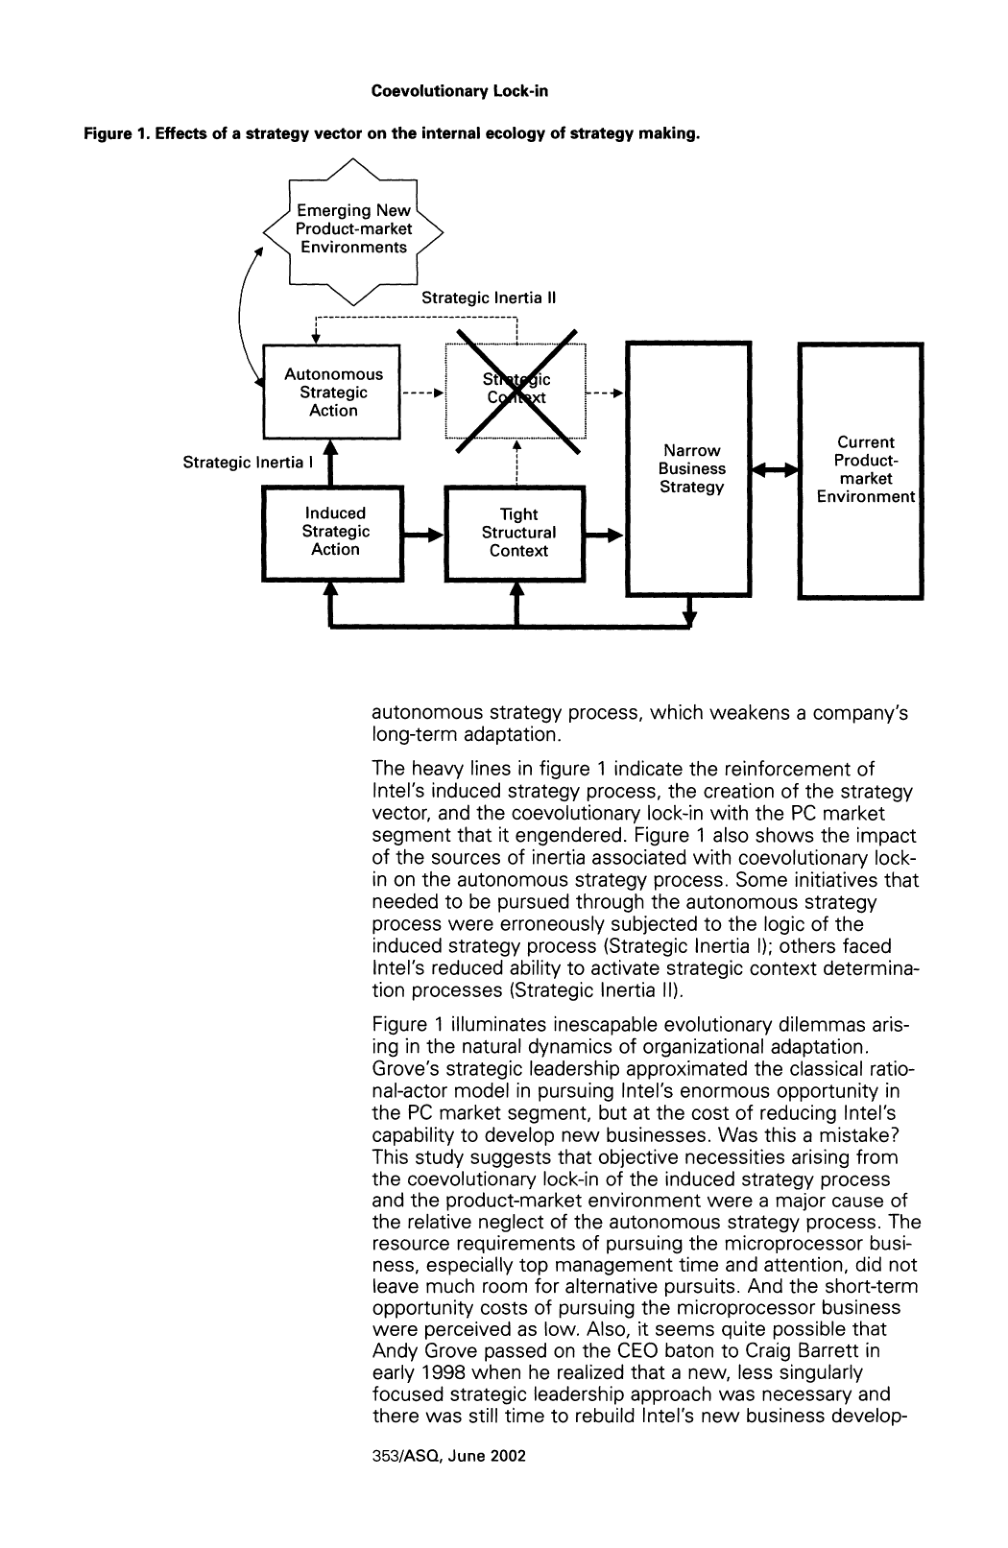 Coevolutionary Lock-in
Figure 1. Effects of a strategy vector on the internal ecology of strategy making.
Emerging New
Product-market
Environments
Strategic Inertia II
Autonomous
Strategic
Action
Strategic
Context
Narrow
Business
Strategy
Current
Product-
market
Environment
Strategic Inertia I
Induced
Strategic
Action
Tight
Structural
Context
autonomous strategy process, which weakens a company's
long-term adaptation.
The heavy lines in figure 1 indicate the reinforcement of
Intel's induced strategy process, the creation of the strategy
vector, and the coevolutionary lock-in with the PC market
segment that it engendered. Figure 1 also shows the impact
of the sources of inertia associated with coevolutionary lock-
in on the autonomous strategy process. Some initiatives that
needed to be pursued through the autonomous strategy
process were erroneously subjected to the logic of the
induced strategy process (Strategic Inertia I); others faced
Intel's reduced ability to activate strategic context determina-
tion processes (Strategic Inertia II).
Figure 1 illuminates inescapable evolutionary dilemmas aris-
ing in the natural dynamics of organizational adaptation.
Grove's strategic leadership approximated the classical ratio-
nal-actor model in pursuing Intel's enormous opportunity in
the PC market segment, but at the cost of reducing Intel's
capability to develop new businesses. Was this a mistake?
This study suggests that objective necessities arising from
the coevolutionary lock-in of the induced strategy process
and the product-market environment were a major cause of
the relative neglect of the autonomous strategy process. The
resource requirements of pursuing the microprocessor busi-
ness, especially top management time and attention, did not
leave much room for alternative pursuits. And the short-term
opportunity costs of pursuing the microprocessor business
were perceived as low. Also, it seems quite possible that
Andy Grove passed on the CEO baton to Craig Barrett in
early 1998 when he realized that a new, less singularly
focused strategic leadership approach was necessary and
there was still time to rebuild Intel's new business develop-
353/ASQ, June 2002